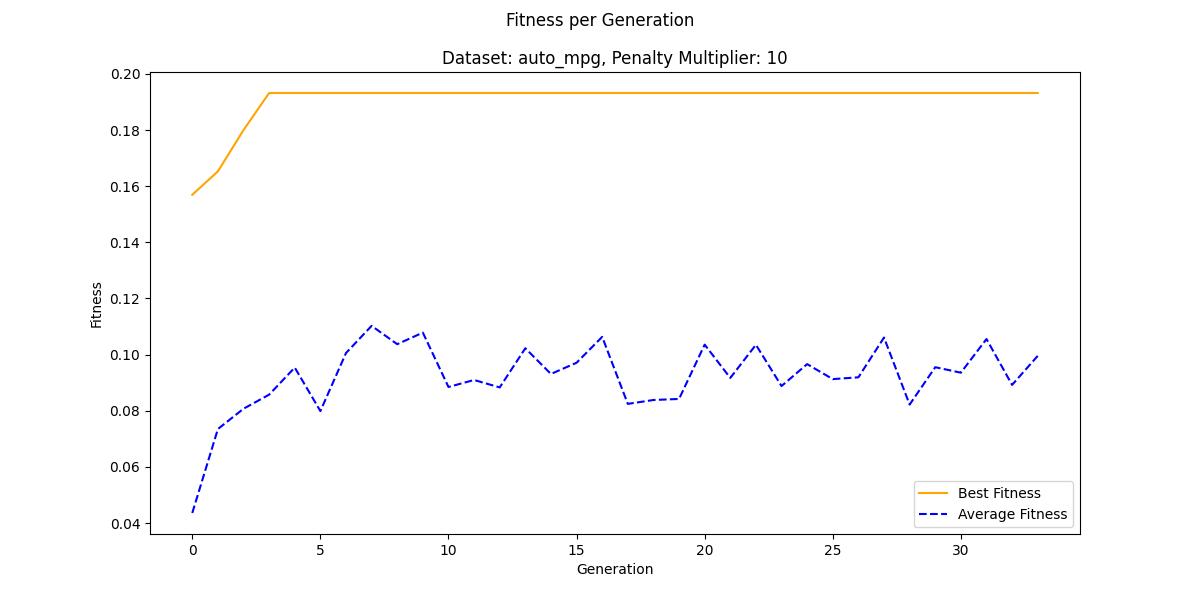 Fitness per Generation
Dataset: auto_mpg, Penalty Multiplier: 10
0.20
0.18
0.16
0.14
0.12
0.10
0.08
0.06
0.04
Fitness
Best Fitness
Average Fitness
0 5 10 15 20 25 30
Generation